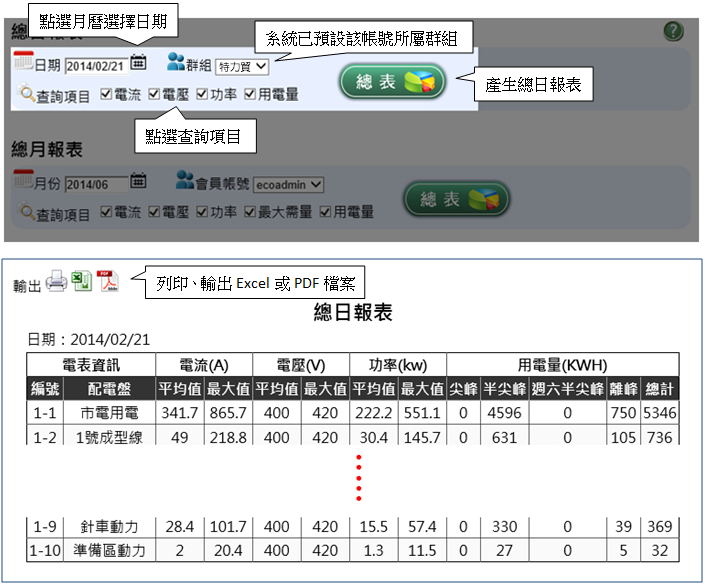 點選月曆選擇日期
系統已預設該帳號所屬群組
日期 2014/02/21 群組 特力質 總表
產生總日報表
查詢項目 電流 電壓 功率 用電量
點選查詢項目
總月報表
月份 2014/06 會員帳號 ecoadmin 總表
查詢項目 電流 電壓 功率 最大需量 用電量
輸出 列印、輸出 Excel 或 PDF 檔案
總日報表
日期：2014/02/21
電表資訊 電流(A) 電壓(V) 功率(kw) 用電量(KWH)
編號 配電盤 平均值 最大值 平均值 最大值 平均值 最大值 尖峰 半尖峰 週六半尖峰 離峰 總計
1-1 市電用電 341.7 865.7 400 420 222.2 551.1 0 4596 0 750 5346
1-2 1號成型線 49 218.8 400 420 30.4 145.7 0 631 0 105 736
1-9 針車動力 28.4 101.7 400 420 15.5 57.4 0 330 0 39 369
1-10 準備區動力 2 20.4 400 420 1.3 11.5 0 27 0 5 32